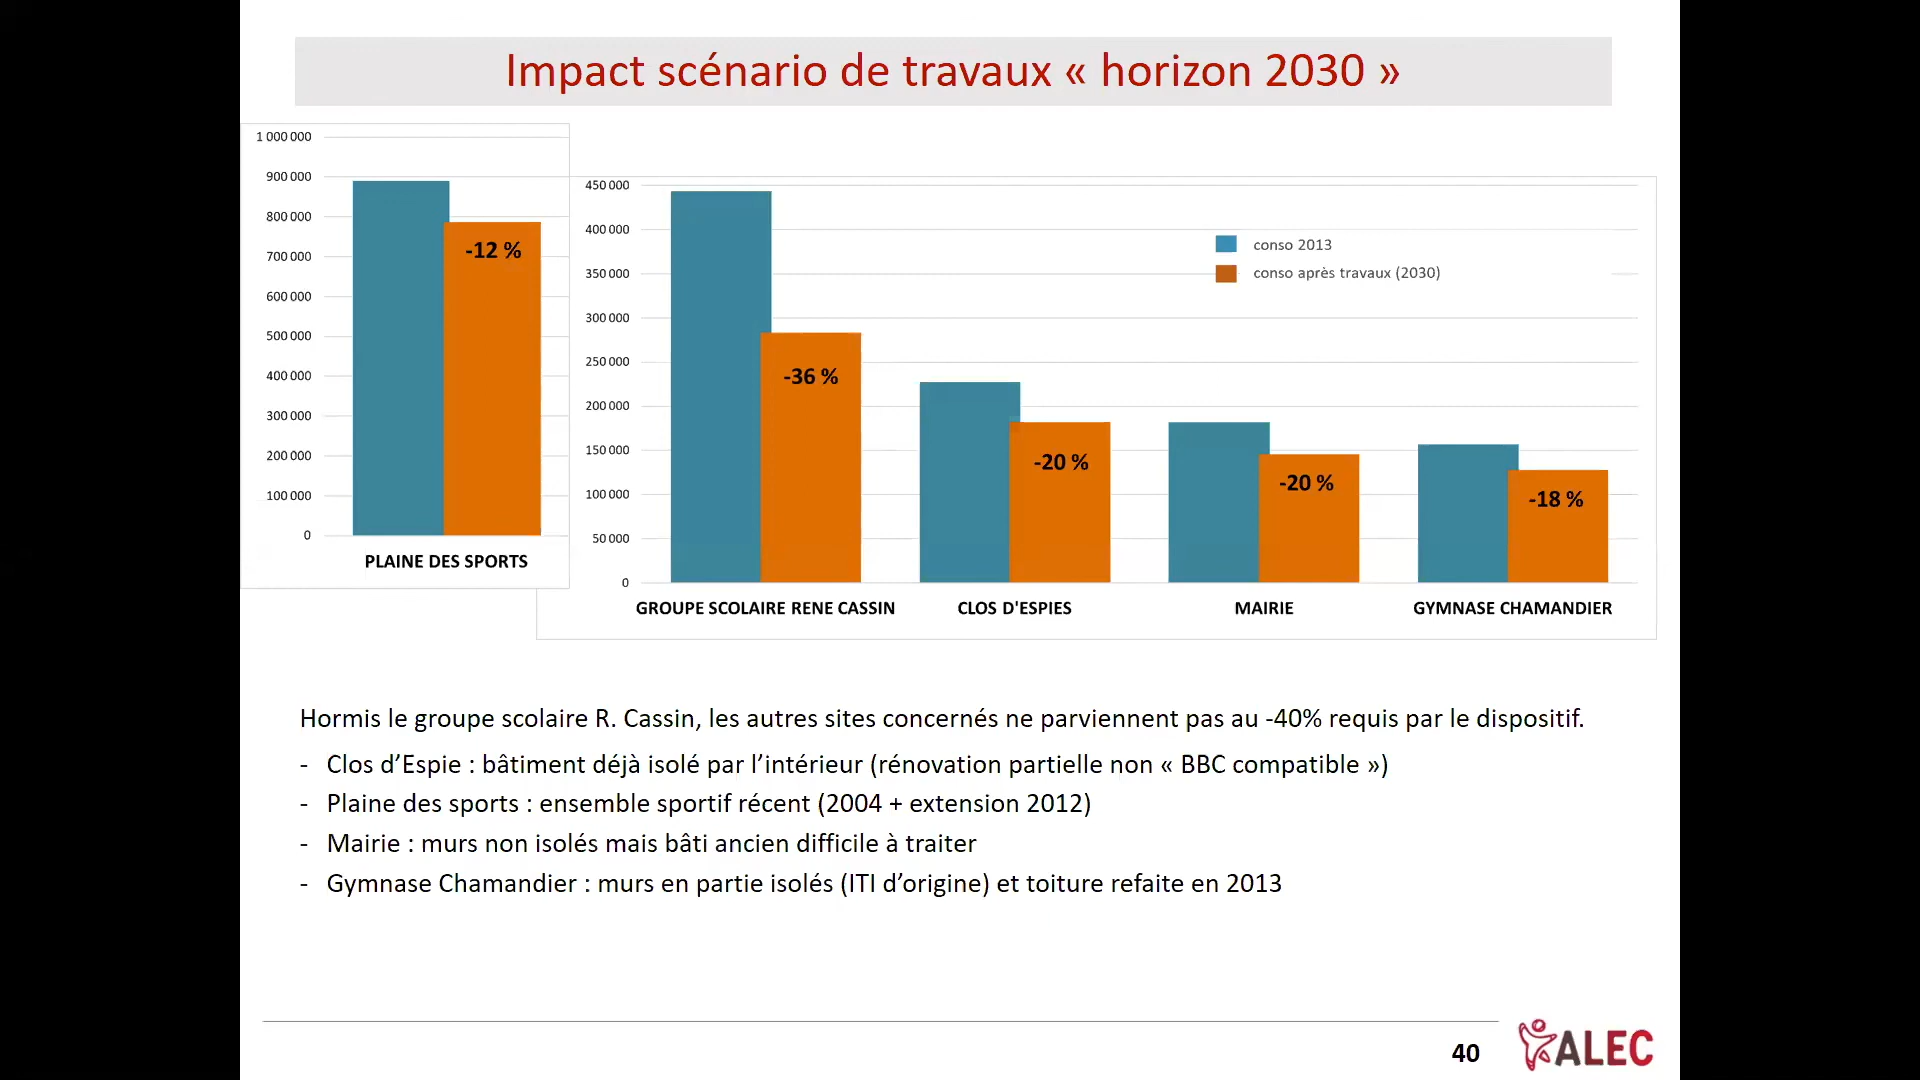 Impact scénario de travaux « horizon 2030 »
1 000 000
900 000
800 000
700 000
600 000
500 000
400 000
300 000
200 000
100 000
0
-12 %
PLAINE DES SPORTS
450 000
400 000
350 000
300 000
250 000
200 000
150 000
100 000
50 000
0
conso 2013
conso après travaux (2030)
-36 %
-20 %
-20 %
-18 %
GROUPE SCOLAIRE RENE CASSIN
CLOS D'ESPIES
MAIRIE
GYMNASE CHAMANDIER
Hormis le groupe scolaire R. Cassin, les autres sites concernés ne parviennent pas au -40% requis par le dispositif.
- Clos d’Espie : bâtiment déjà isolé par l’intérieur (rénovation partielle non « BBC compatible »)
- Plaine des sports : ensemble sportif récent (2004 + extension 2012)
- Mairie : murs non isolés mais bâti ancien difficile à traiter
- Gymnase Chamandier : murs en partie isolés (ITI d’origine) et toiture refaite en 2013
40
ALEC